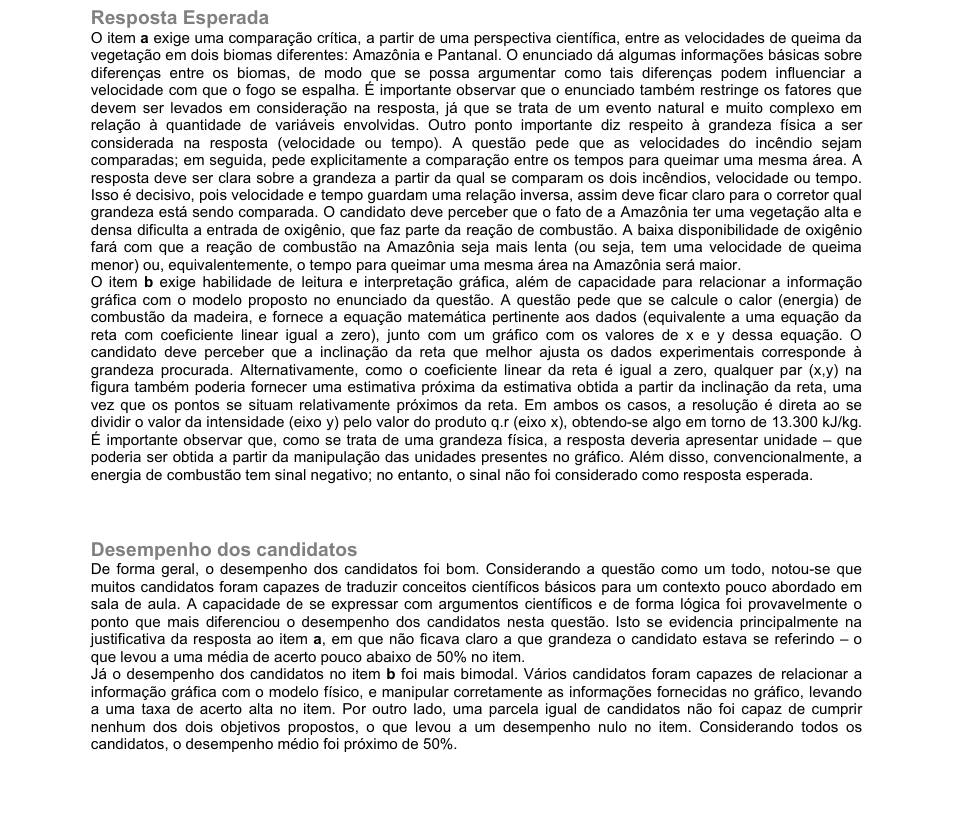 Resposta Esperada
O item a exige uma comparação crítica, a partir de uma perspectiva científica, entre as velocidades de queima da
vegetação em dois biomas diferentes: Amazônia e Pantanal. O enunciado dá algumas informações básicas sobre
diferenças entre os biomas, de modo que se possa argumentar como tais diferenças podem influenciar a
velocidade com que o fogo se espalha. É importante observar que o enunciado também restringe os fatores que
devem ser levados em consideração na resposta, já que se trata de um evento natural e muito complexo em
relação à quantidade de variáveis envolvidas. Outro ponto importante diz respeito à grandeza física a ser
considerada na resposta (velocidade ou tempo). A questão pede que as velocidades do incêndio sejam
comparadas; em seguida, pede explicitamente a comparação entre os tempos para queimar uma mesma área. A
resposta deve ser clara sobre a grandeza a partir da qual se comparam os dois incêndios, velocidade ou tempo.
Isso é decisivo, pois velocidade e tempo guardam uma relação inversa, assim deve ficar claro para o corretor qual
grandeza está sendo comparada. O candidato deve perceber que o fato de a Amazônia ter uma vegetação alta e
densa dificulta a entrada de oxigênio, que faz parte da reação de combustão. A baixa disponibilidade de oxigênio
fará com que a reação de combustão na Amazônia seja mais lenta (ou seja, tem uma velocidade de queima
menor) ou, equivalentemente, o tempo para queimar uma mesma área na Amazônia será maior.
O item b exige habilidade de leitura e interpretação gráfica, além de capacidade para relacionar a informação
gráfica com o modelo proposto no enunciado da questão. A questão pede que se calcule o calor (energia) de
combustão da madeira, e fornece a equação matemática pertinente aos dados (equivalente a uma equação da
reta com coeficiente linear igual a zero), junto com um gráfico com os valores de x e y dessa equação. O
candidato deve perceber que a inclinação da reta que melhor ajusta os dados experimentais corresponde à
grandeza procurada. Alternativamente, como o coeficiente linear da reta é igual a zero, qualquer par (x,y) na
figura também poderia fornecer uma estimativa próxima da estimativa obtida a partir da inclinação da reta, uma
vez que os pontos se situam relativamente próximos da reta. Em ambos os casos, a resolução é direta ao se
dividir o valor da intensidade (eixo y) pelo valor do produto q.r (eixo x), obtendo-se algo em torno de 13.300 kJ/kg.
É importante observar que, como se trata de uma grandeza física, a resposta deveria apresentar unidade – que
poderia ser obtida a partir da manipulação das unidades presentes no gráfico. Além disso, convencionalmente, a
energia de combustão tem sinal negativo; no entanto, o sinal não foi considerado como resposta esperada.
Desempenho dos candidatos
De forma geral, o desempenho dos candidatos foi bom. Considerando a questão como um todo, notou-se que
muitos candidatos foram capazes de traduzir conceitos científicos básicos para um contexto pouco abordado em
sala de aula. A capacidade de se expressar com argumentos científicos e de forma lógica foi provavelmente o
ponto que mais diferenciou o desempenho dos candidatos nesta questão. Isto se evidencia principalmente na
justificativa da resposta ao item a, em que não ficava claro a que grandeza o candidato estava se referindo – o
que levou a uma média de acerto pouco abaixo de 50% no item.
Já o desempenho dos candidatos no item b foi mais bimodal. Vários candidatos foram capazes de relacionar a
informação gráfica com o modelo físico, e manipular corretamente as informações fornecidas no gráfico, levando
a uma taxa de acerto alta no item. Por outro lado, uma parcela igual de candidatos não foi capaz de cumprir
nenhum dos dois objetivos propostos, o que levou a um desempenho nulo no item. Considerando todos os
candidatos, o desempenho médio foi próximo de 50%.